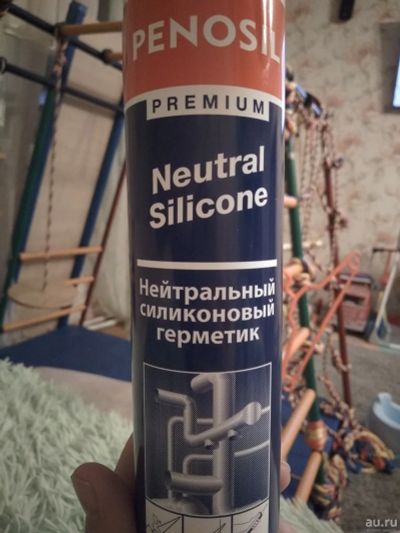 PENOSIL
PREMIUM
Neutral
Silicone
Нейтральный
силиконовый
герметик
au.ru